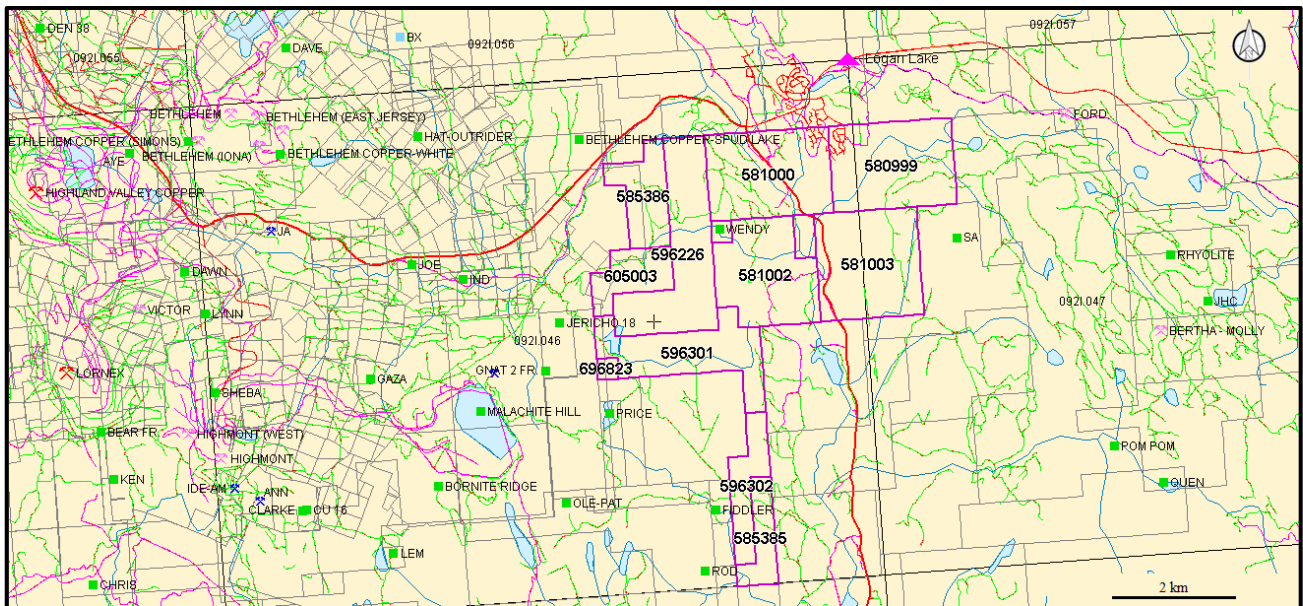 DEN 38
BX
092I.057
092I.055
DAVE
092I.056
Logan Lake
BETHLEHEM
BETHLEHEM (EAST JERSEY)
FORD
HAT-OUTRIDER
BETHLEHEM COPPER-SPUD LAKE
ETHLEHEM COPPER (SIMONS)
AYE
BETHLEHEM (IONA)
BETHLEHEM COPPER-WHITE
580999
581000
HIGHLAND VALLEY COPPER
585386
JA
WENDY
SA
596226
RHYOLITE
DAWN
JOE
IND
605003
581002
581003
092I.047
JHC
VICTOR
LYNN
JERICHO 18
BERTHA - MOLLY
092I.046
596301
LORNEX
GAZA
GNAT 2 FR.
696823
SHEBA
MALACHITE HILL
PRICE
BEAR FR.
HIGHMONT (WEST)
POM POM
HIGHMONT
KEN
IDE-AM
ANN
BORNITE RIDGE
596302
QUEN
CLARKE
CU 16
OLE-PAT
FIDDLER
585385
LEM
ROD
CHRIS
2 km